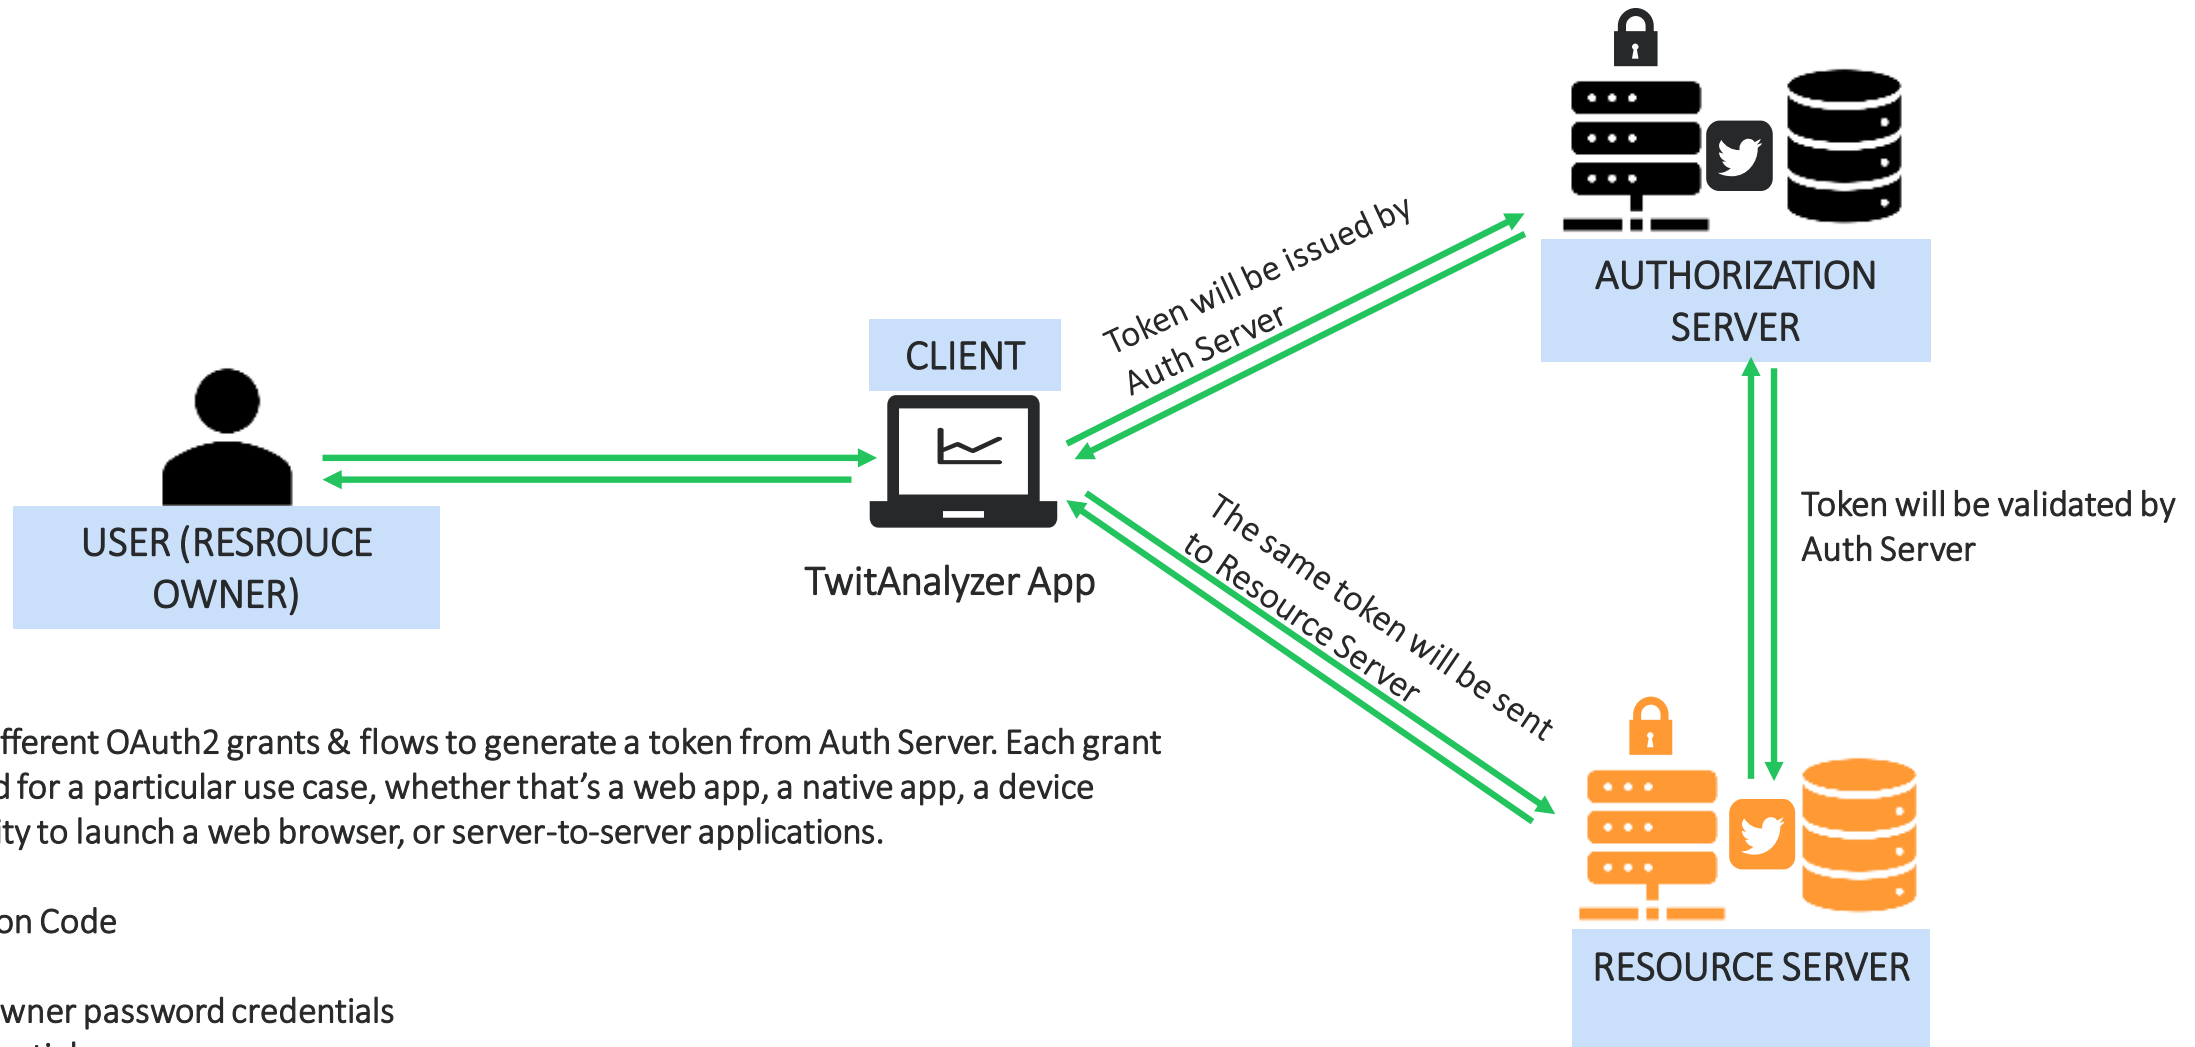 AUTHORIZATION
SERVER
Token will be issued by
Auth Server
CLIENT
TwitAnalyzer App
USER (RESROUCE
OWNER)
The same token will be sent
to Resource Server
Token will be validated by
Auth Server
RESOURCE SERVER
fferent OAuth2 grants & flows to generate a token from Auth Server. Each grant
d for a particular use case, whether that’s a web app, a native app, a device
ity to launch a web browser, or server-to-server applications.
on Code
wner password credentials